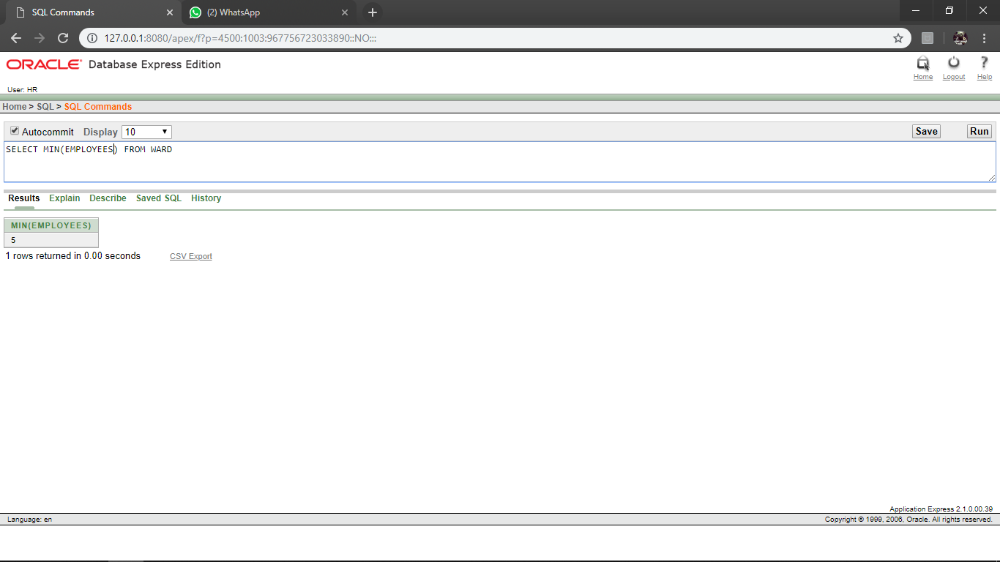 SQL Commands
(2) WhatsApp
127.0.0.1:8080/apex/f?p=4500:1003:967756723033890::NO:::
ORACLE Database Express Edition
Home Logout Help
User: HR
Home > SQL > SQL Commands
Autocommit Display 10 Save Run
SELECT MIN(EMPLOYEES) FROM WARD
Results Explain Describe Saved SQL History
MIN(EMPLOYEES)
5
1 rows returned in 0.00 seconds CSV Export
Application Express 2.1.0.00.39
Language: en Copyright © 1999, 2006, Oracle. All rights reserved.